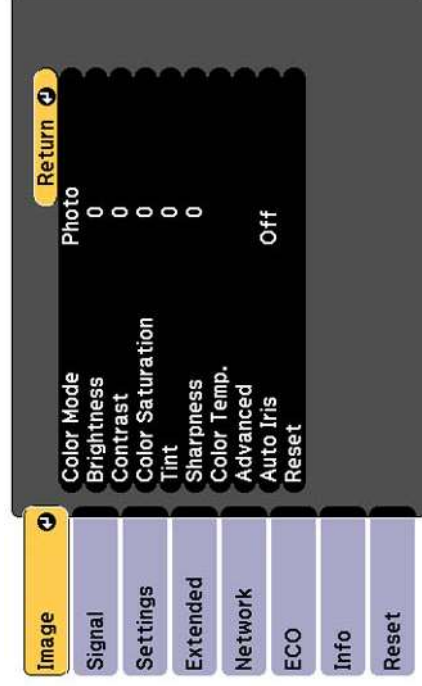 Image
Signal
Settings
Extended
Network
ECO
Info
Reset
Return
Color Mode Photo
Brightness 0
Contrast 0
Color Saturation 0
Tint 0
Sharpness 0
Color Temp.
Advanced
Auto Iris Off
Reset